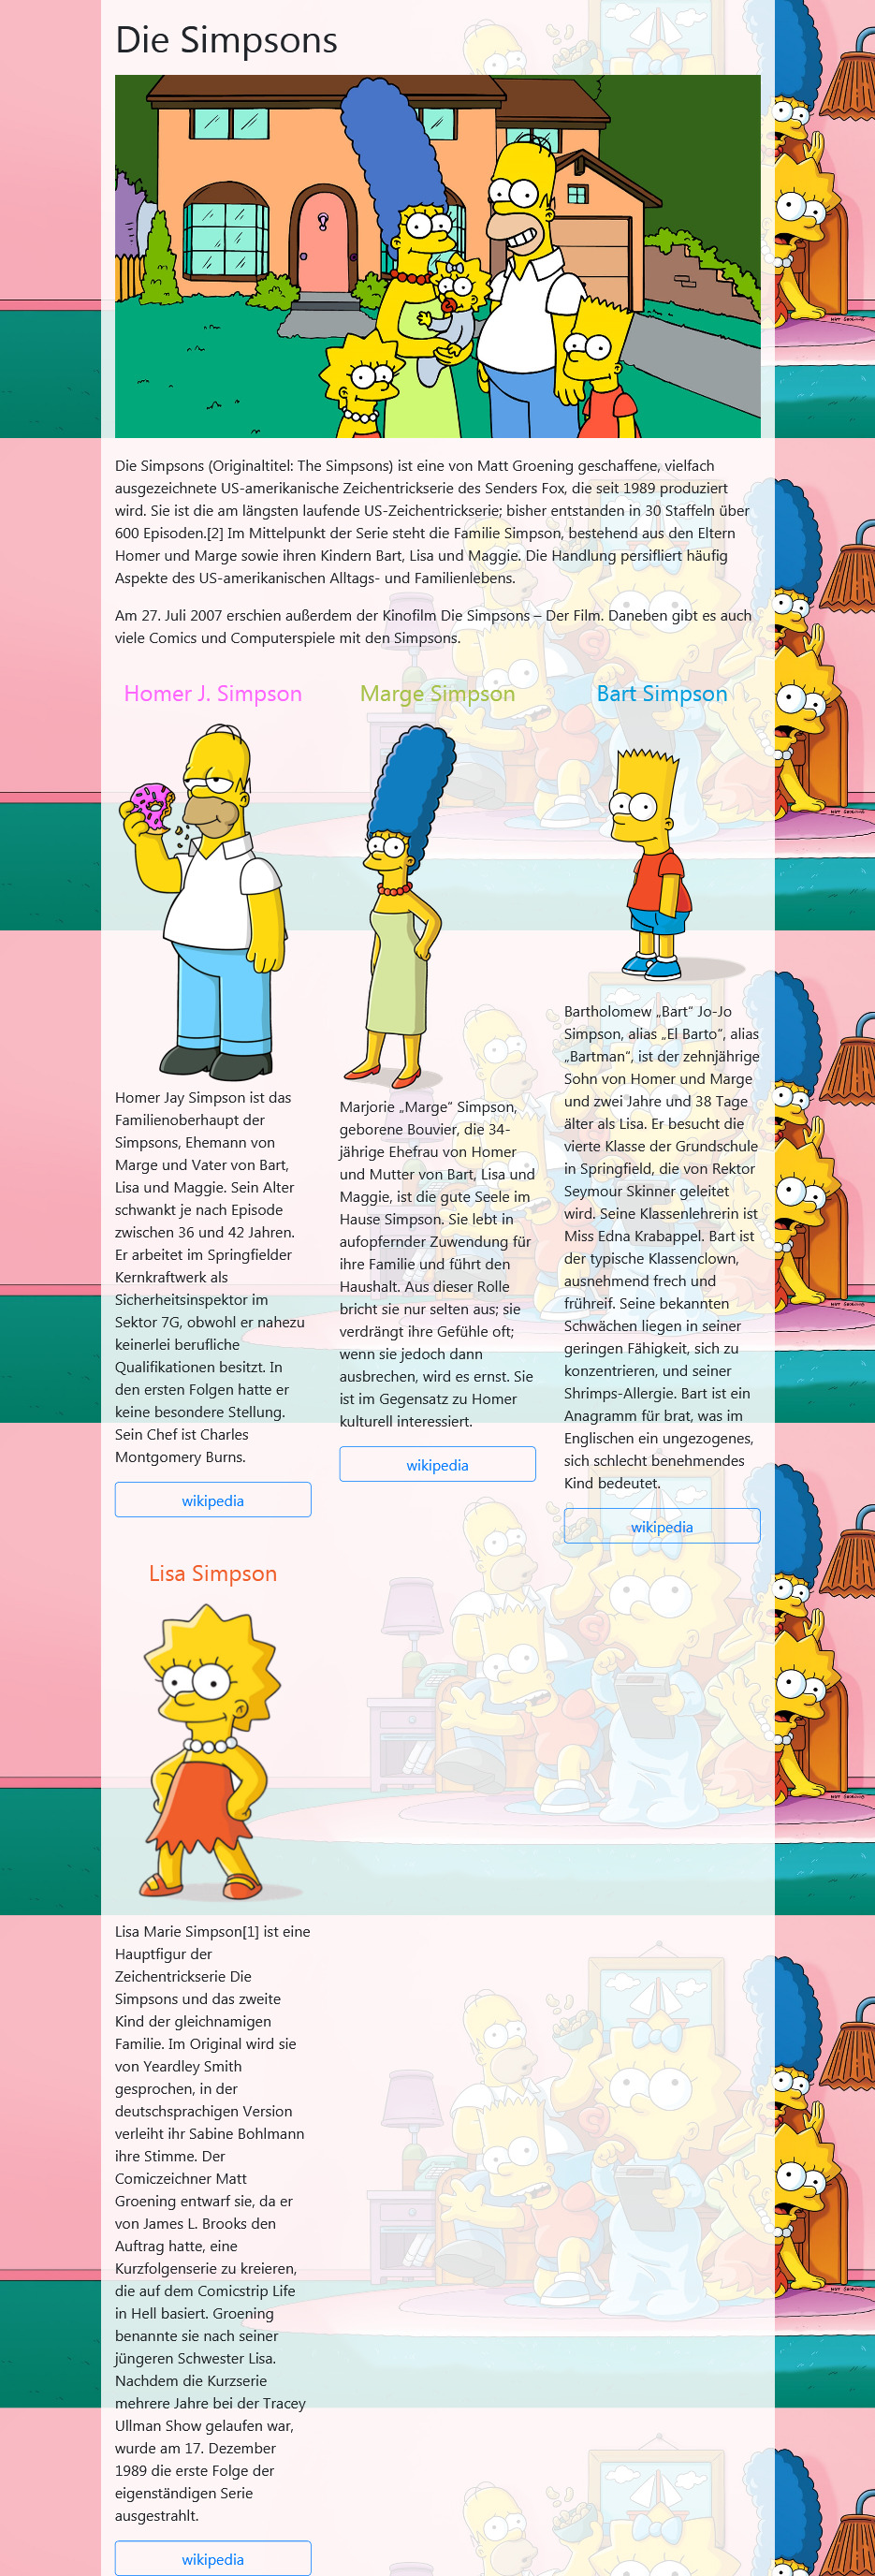 Die Simpsons
Die Simpsons (Originaltitel: The Simpsons) ist eine von Matt Groening geschaffene, vielfach
ausgezeichnete US-amerikanische Zeichentrickserie des Senders Fox, die seit 1989 produziert
wird. Sie ist die am längsten laufende US-Zeichentrickserie; bisher entstanden in 30 Staffeln über
600 Episoden.[2] Im Mittelpunkt der Serie steht die Familie Simpson, bestehend aus den Eltern
Homer und Marge sowie ihren Kindern Bart, Lisa und Maggie. Die Handlung persifliert häufig
Aspekte des US-amerikanischen Alltags- und Familienlebens.
Am 27. Juli 2007 erschien außerdem der Kinofilm Die Simpsons – Der Film. Daneben gibt es auch
viele Comics und Computerspiele mit den Simpsons.
Homer J. Simpson
Homer Jay Simpson ist das
Familienoberhaupt der
Simpsons, Ehemann von
Marge und Vater von Bart,
Lisa und Maggie. Sein Alter
schwankt je nach Episode
zwischen 36 und 42 Jahren.
Er arbeitet im Springfielder
Kernkraftwerk als
Sicherheitsinspektor im
Sektor 7G, obwohl er nahezu
keinerlei berufliche
Qualifikationen besitzt. In
den ersten Folgen hatte er
keine besondere Stellung.
Sein Chef ist Charles
Montgomery Burns.
wikipedia
Marge Simpson
Marjorie „Marge“ Simpson,
geborene Bouvier, die 34-
jährige Ehefrau von Homer
und Mutter von Bart, Lisa und
Maggie, ist die gute Seele im
Hause Simpson. Sie lebt in
aufopfernder Zuwendung für
ihre Familie und führt den
Haushalt. Aus dieser Rolle
bricht sie nur selten aus; sie
verdrängt ihre Gefühle oft;
wenn sie jedoch dann
ausbrechen, wird es ernst. Sie
ist im Gegensatz zu Homer
kulturell interessiert.
wikipedia
Bart Simpson
Bartholomew „Bart“ Jo-Jo
Simpson, alias „El Barto“, alias
„Bartman“, ist der zehnjährige
Sohn von Homer und Marge
und zwei Jahre und 38 Tage
älter als Lisa. Er besucht die
vierte Klasse der Grundschule
in Springfield, die von Rektor
Seymour Skinner geleitet
wird. Seine Klassenlehrerin ist
Miss Edna Krabappel. Bart ist
der typische Klassenclown,
ausnehmend frech und
frühreif. Seine bekannten
Schwächen liegen in seiner
geringen Fähigkeit, sich zu
konzentrieren, und seiner
Shrimps-Allergie. Bart ist ein
Anagramm für brat, was im
Englischen ein ungezogenes,
sich schlecht benehmendes
Kind bedeutet.
wikipedia
Lisa Simpson
Lisa Marie Simpson[1] ist eine
Hauptfigur der
Zeichentrickserie Die
Simpsons und das zweite
Kind der gleichnamigen
Familie. Im Original wird sie
von Yeardley Smith
gesprochen, in der
deutschsprachigen Version
verleiht ihr Sabine Bohlmann
ihre Stimme. Der
Comiczeichner Matt
Groening entwarf sie, da er
von James L. Brooks den
Auftrag hatte, eine
Kurzfolgenserie zu kreieren,
die auf dem Comicstrip Life
in Hell basiert. Groening
benannte sie nach seiner
jüngeren Schwester Lisa.
Nachdem die Kurzserie
mehrere Jahre bei der Tracey
Ullman Show gelaufen war,
wurde am 17. Dezember
1989 die erste Folge der
eigenständigen Serie
ausgestrahlt.
wikipedia